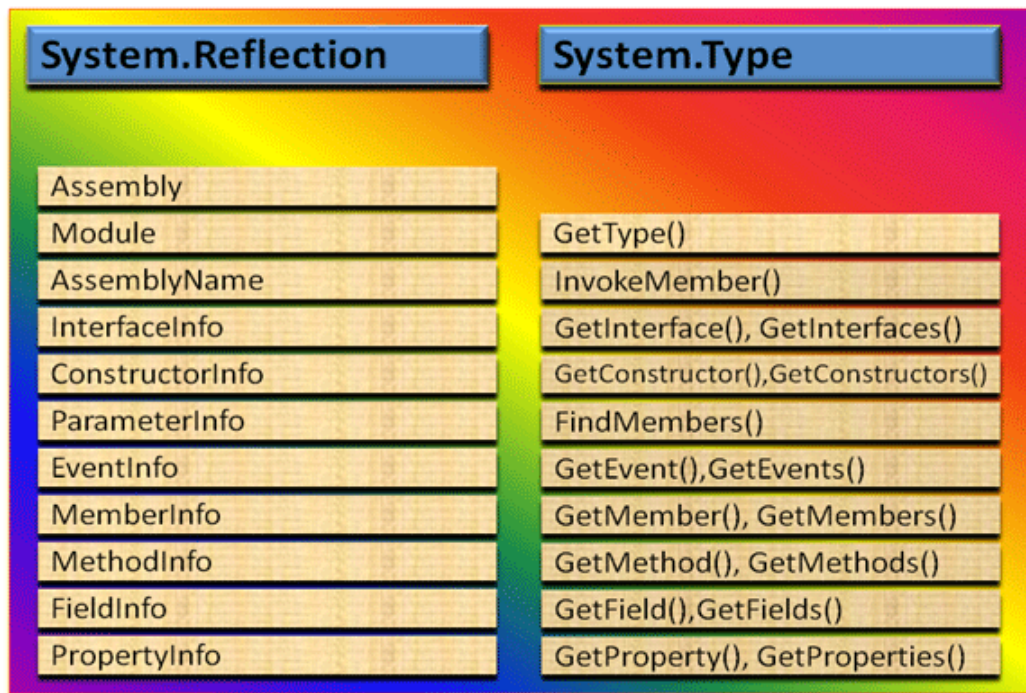 System.Reflection
Assembly
Module
AssemblyName
InterfaceInfo
ConstructorInfo
ParameterInfo
EventInfo
MemberInfo
MethodInfo
FieldInfo
PropertyInfo
System.Type
GetType()
InvokeMember()
GetInterface(), GetInterfaces()
GetConstructor(),GetConstructors()
FindMembers()
GetEvent(),GetEvents()
GetMember(), GetMembers()
GetMethod(), GetMethods()
GetField(),GetFields()
GetProperty(), GetProperties()